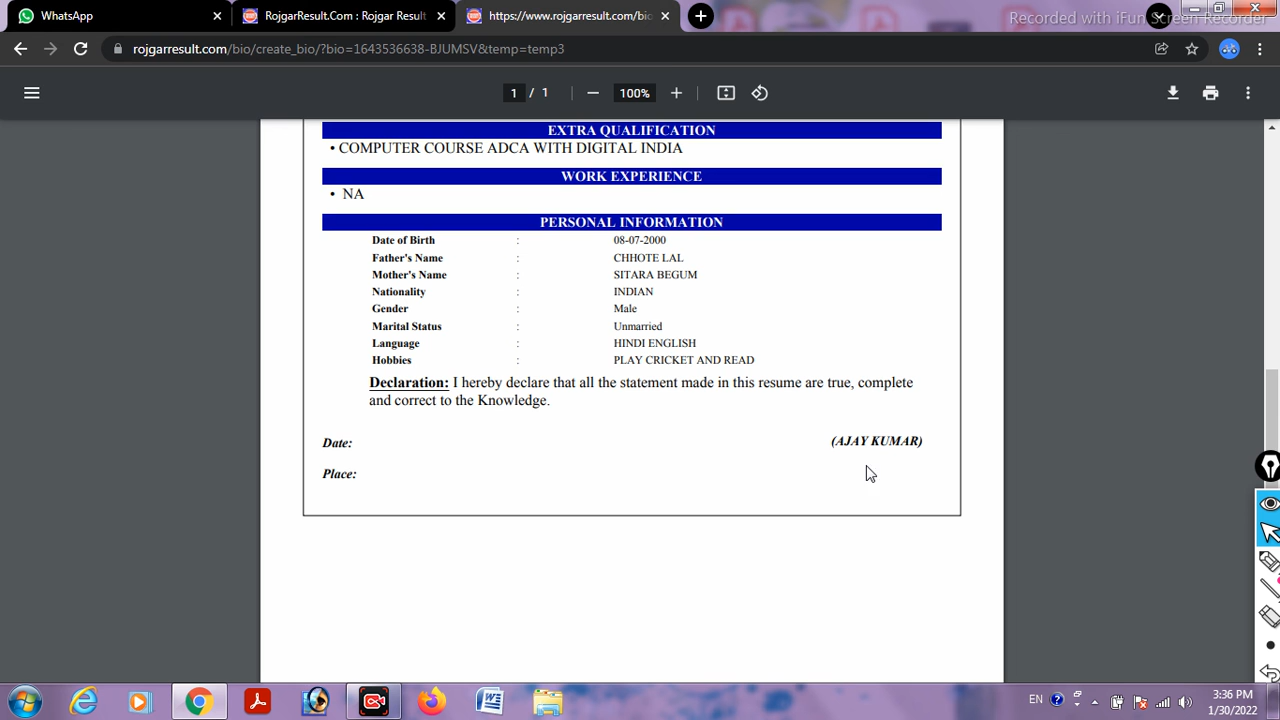 WhatsApp
RojgarResult.Com : Rojgar Result
https://www.rojgarresult.com/bio
Recorded with iFun Screen Recorder
rojgarresult.com/bio/create_bio/?bio=1643536638-BJUMSV&temp=temp3
1 / 1
100%
EXTRA QUALIFICATION
• COMPUTER COURSE ADCA WITH DIGITAL INDIA
WORK EXPERIENCE
• NA
PERSONAL INFORMATION
Date of Birth : 08-07-2000
Father's Name : CHHOTE LAL
Mother's Name : SITARA BEGUM
Nationality : INDIAN
Gender : Male
Marital Status : Unmarried
Language : HINDI ENGLISH
Hobbies : PLAY CRICKET AND READ
Declaration: I hereby declare that all the statement made in this resume are true, complete
and correct to the Knowledge.
Date: (AJAY KUMAR)
Place:
EN
3:36 PM
1/30/2022